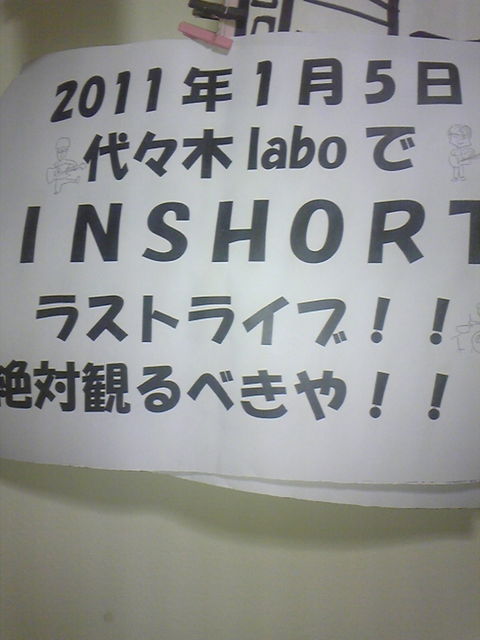 2011年1月5日
代々木laboで
INSHORT
ラストライブ！！
絶対観るべきや！！